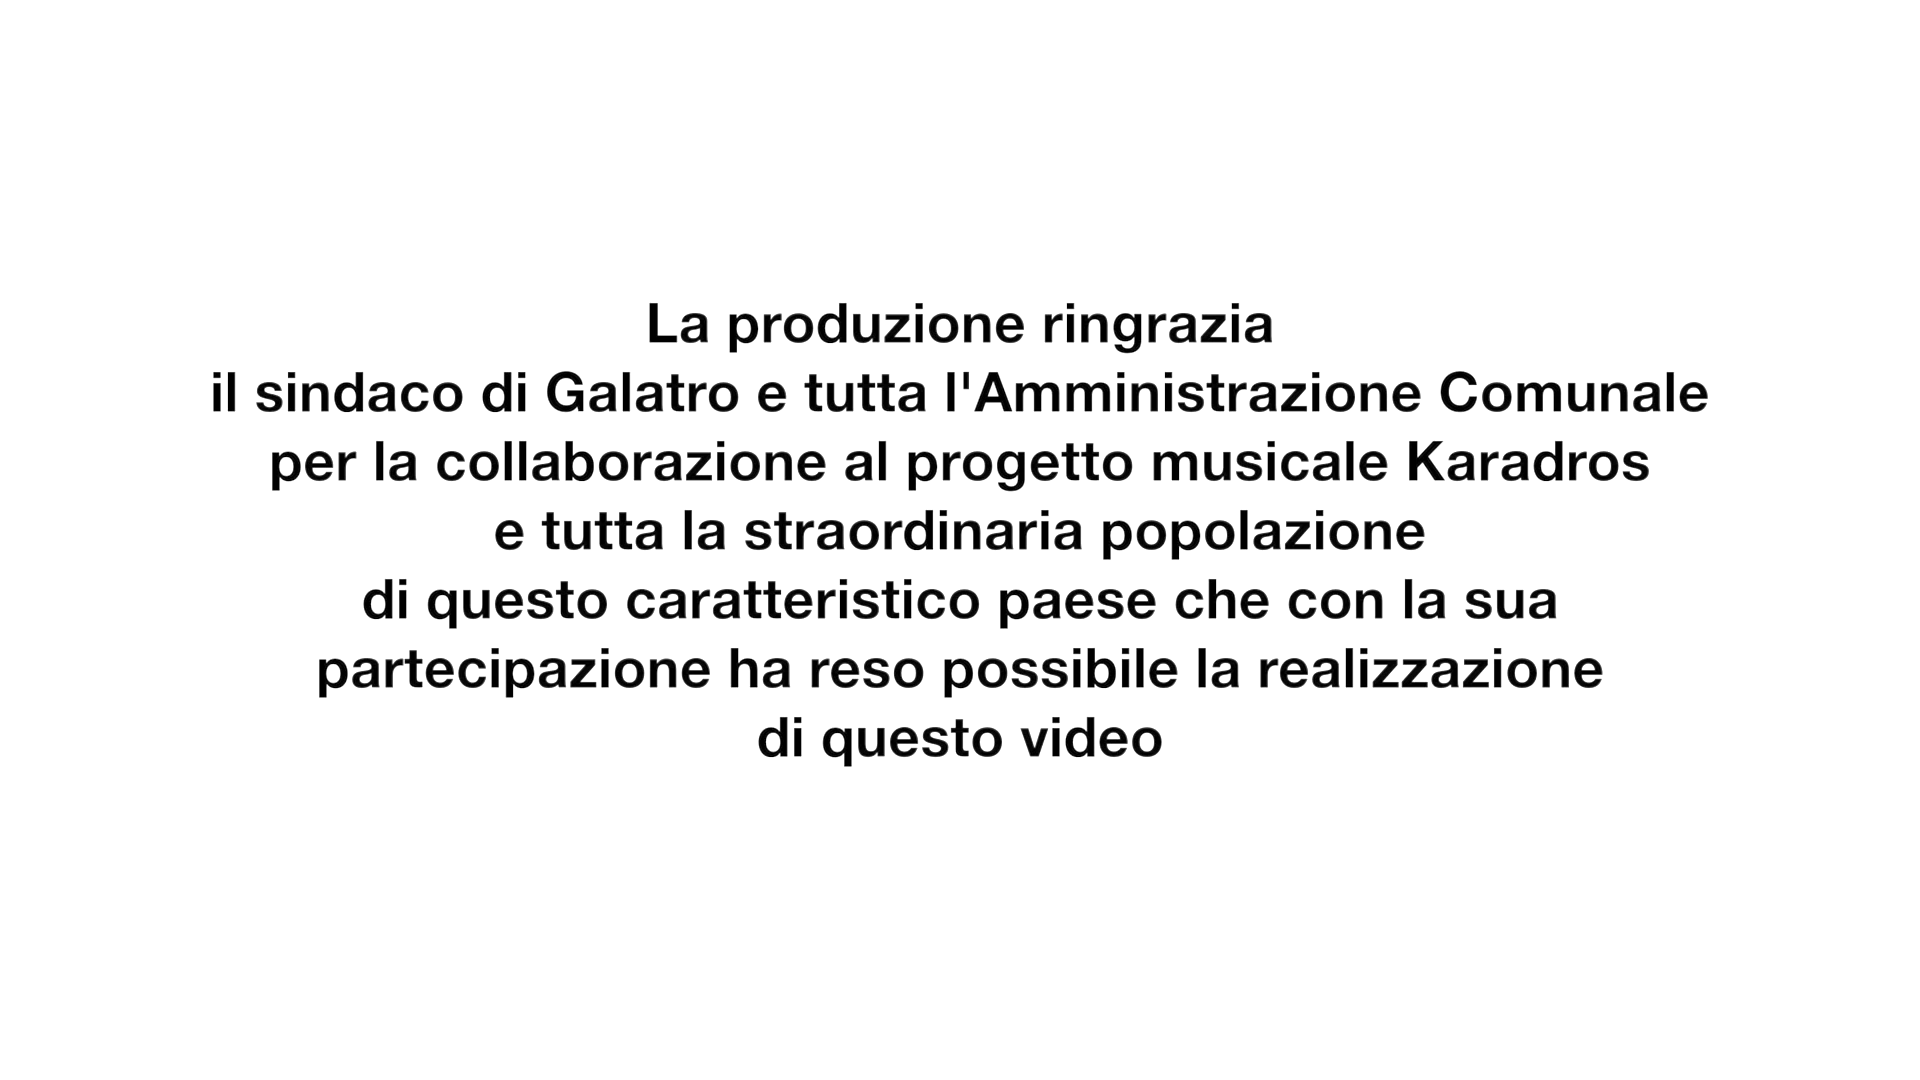 La produzione ringrazia
il sindaco di Galatro e tutta l'Amministrazione Comunale
per la collaborazione al progetto musicale Karadros
e tutta la straordinaria popolazione
di questo caratteristico paese che con la sua
partecipazione ha reso possibile la realizzazione
di questo video